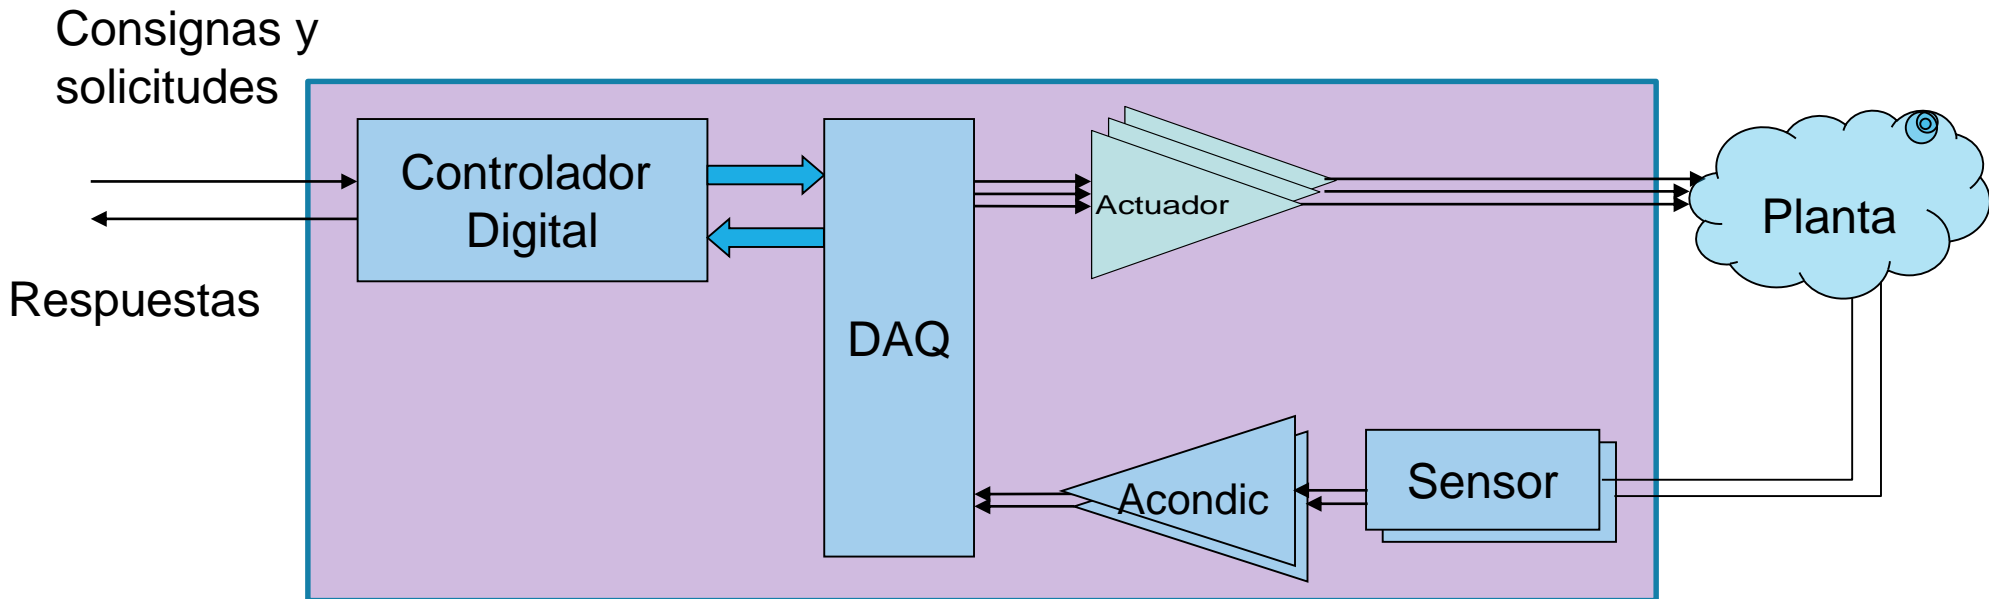 Consignas y
solicitudes
Controlador
Digital
Actuador
Planta
Respuestas
DAQ
Acondic
Sensor